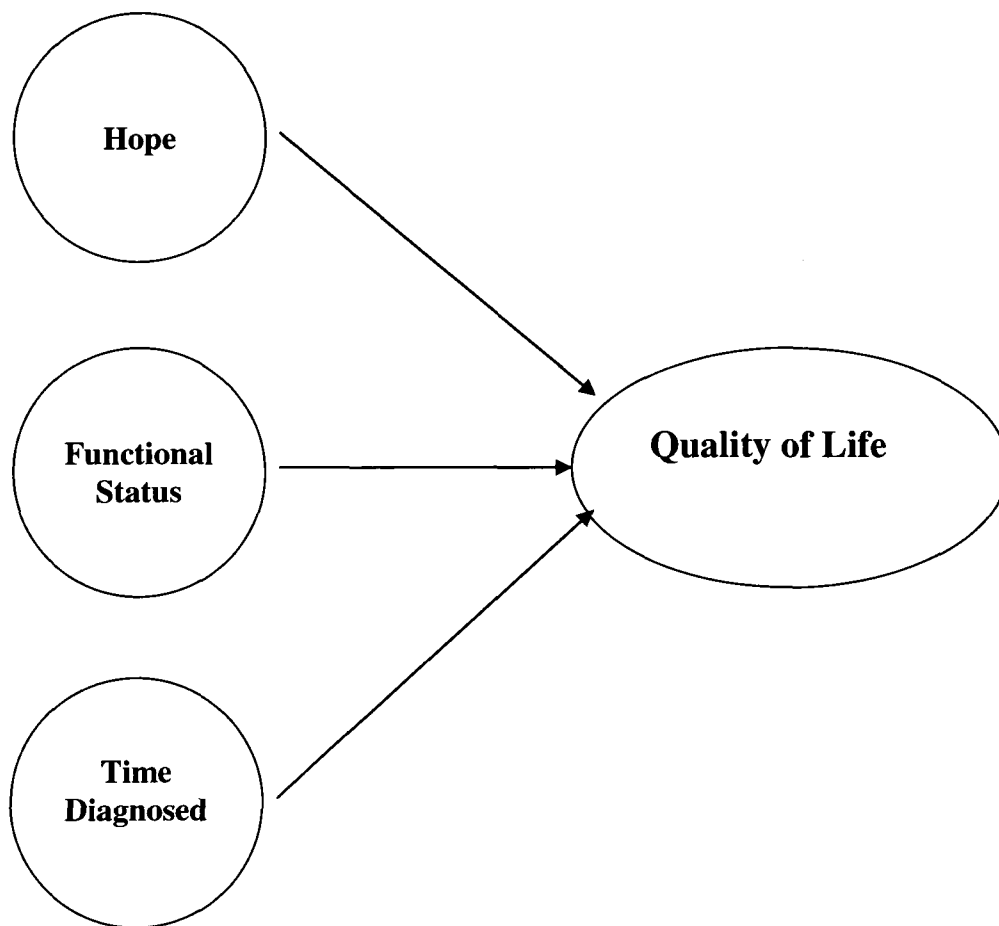 Hope
Functional
Status
Quality of Life
Time
Diagnosed